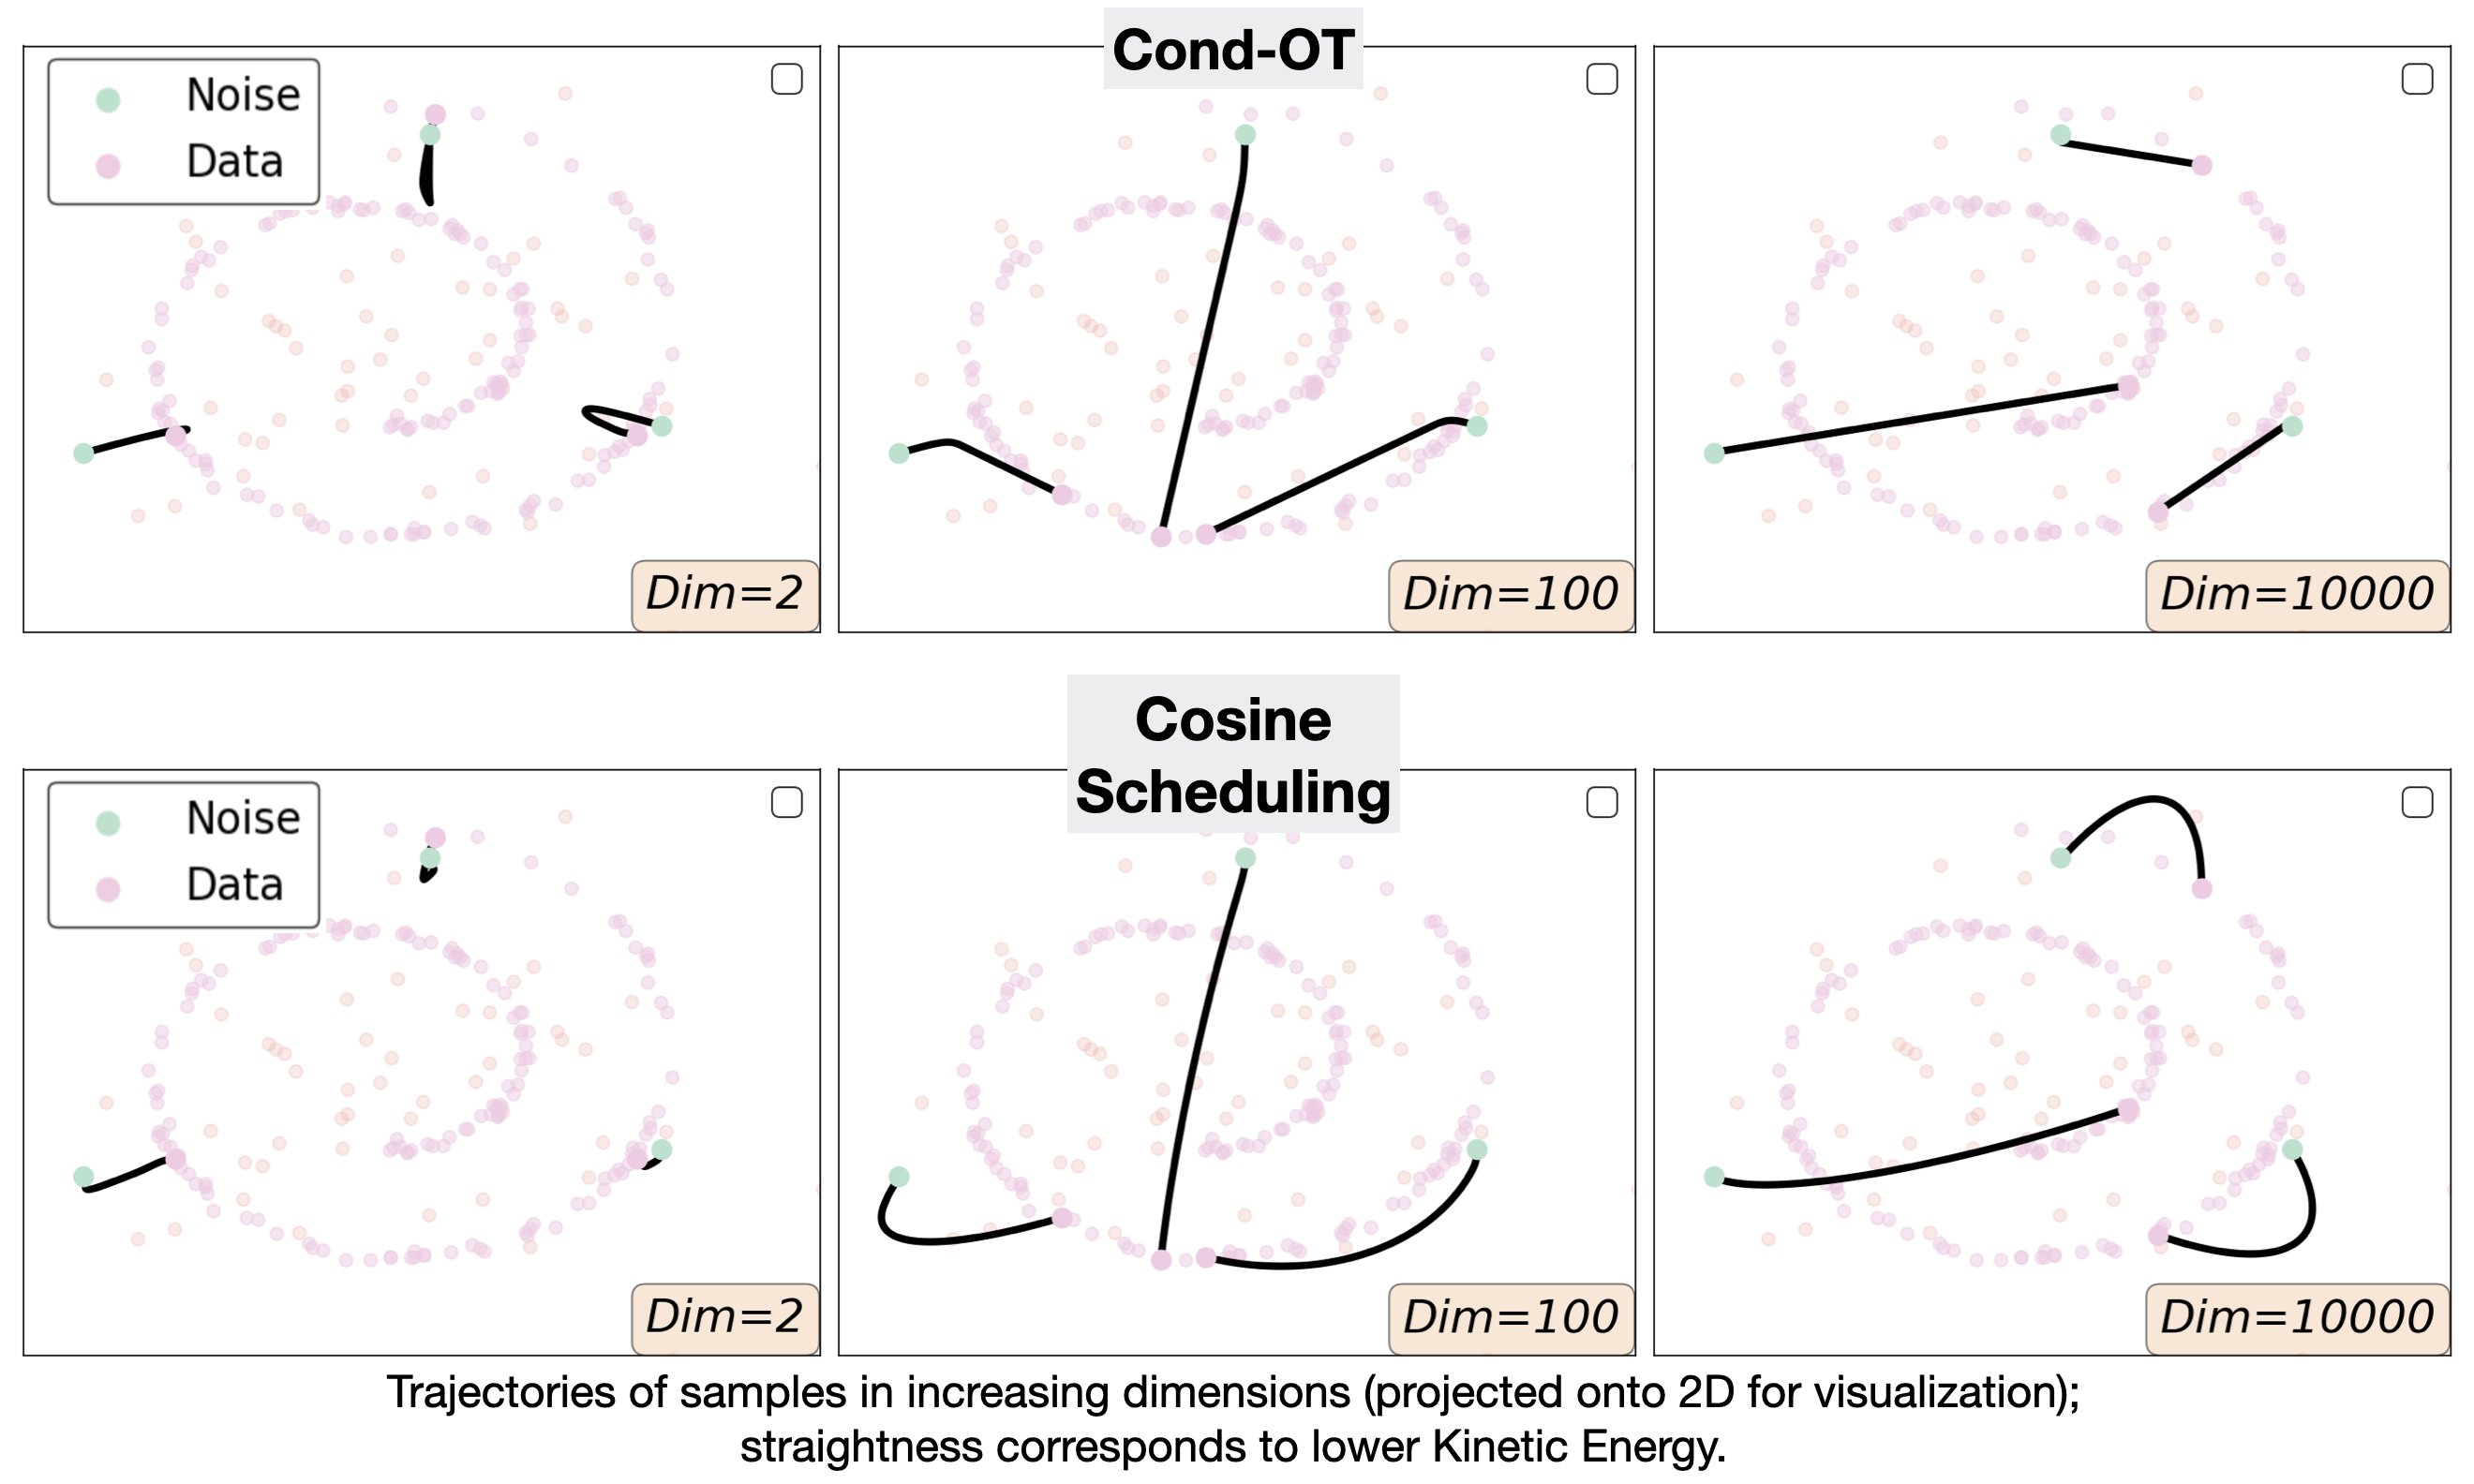 Cond-OT
Noise
Data
Dim=2
Dim=100
Dim=10000
Cosine
Scheduling
Noise
Data
Dim=2
Dim=100
Dim=10000
Trajectories of samples in increasing dimensions (projected onto 2D for visualization);
straightness corresponds to lower Kinetic Energy.